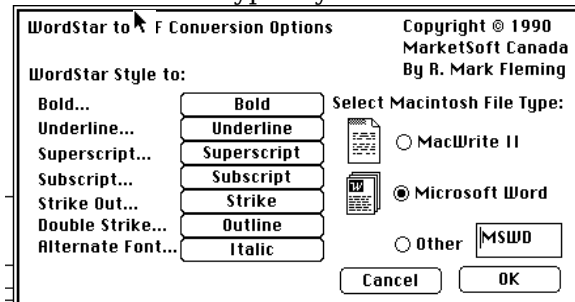 WordStar to F Conversion Options
Copyright © 1990
MarketSoft Canada
By R. Mark Fleming
WordStar Style to:
Bold... Bold
Underline... Underline
Superscript... Superscript
Subscript... Subscript
Strike Out... Strike
Double Strike... Outline
Alternate Font... Italic
Select Macintosh File Type:
MacWrite II
W
Microsoft Word
Other MSWD
Cancel OK